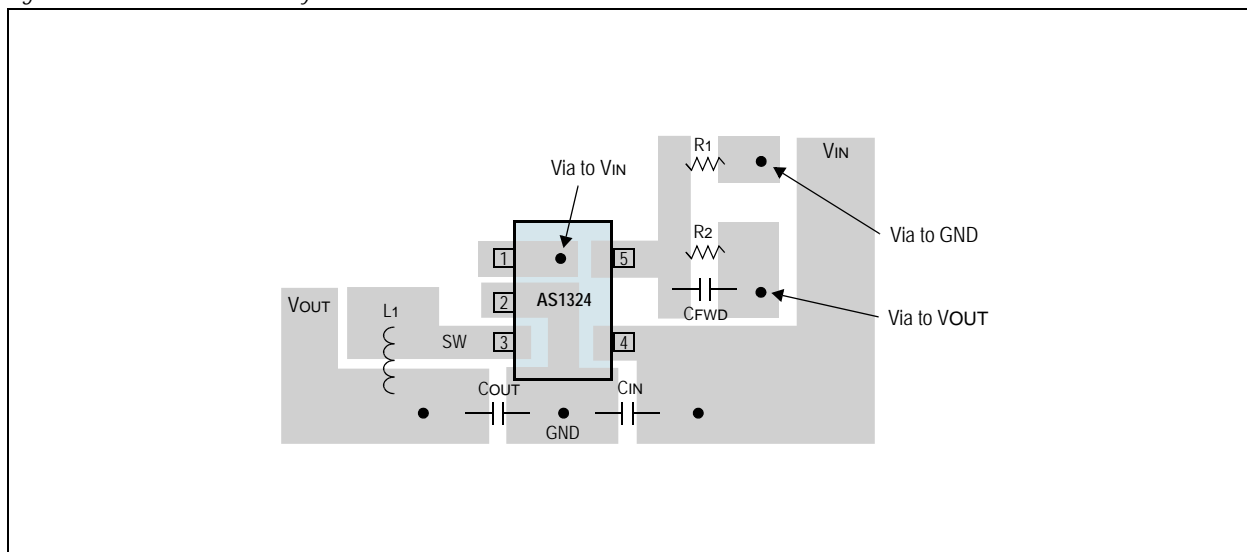 R1
VIN
Via to VIN
Via to GND
R2
1
5
AS1324
2
CFWD
Via to VOUT
VOUT
L1
SW
3
4
COUT
CIN
GND